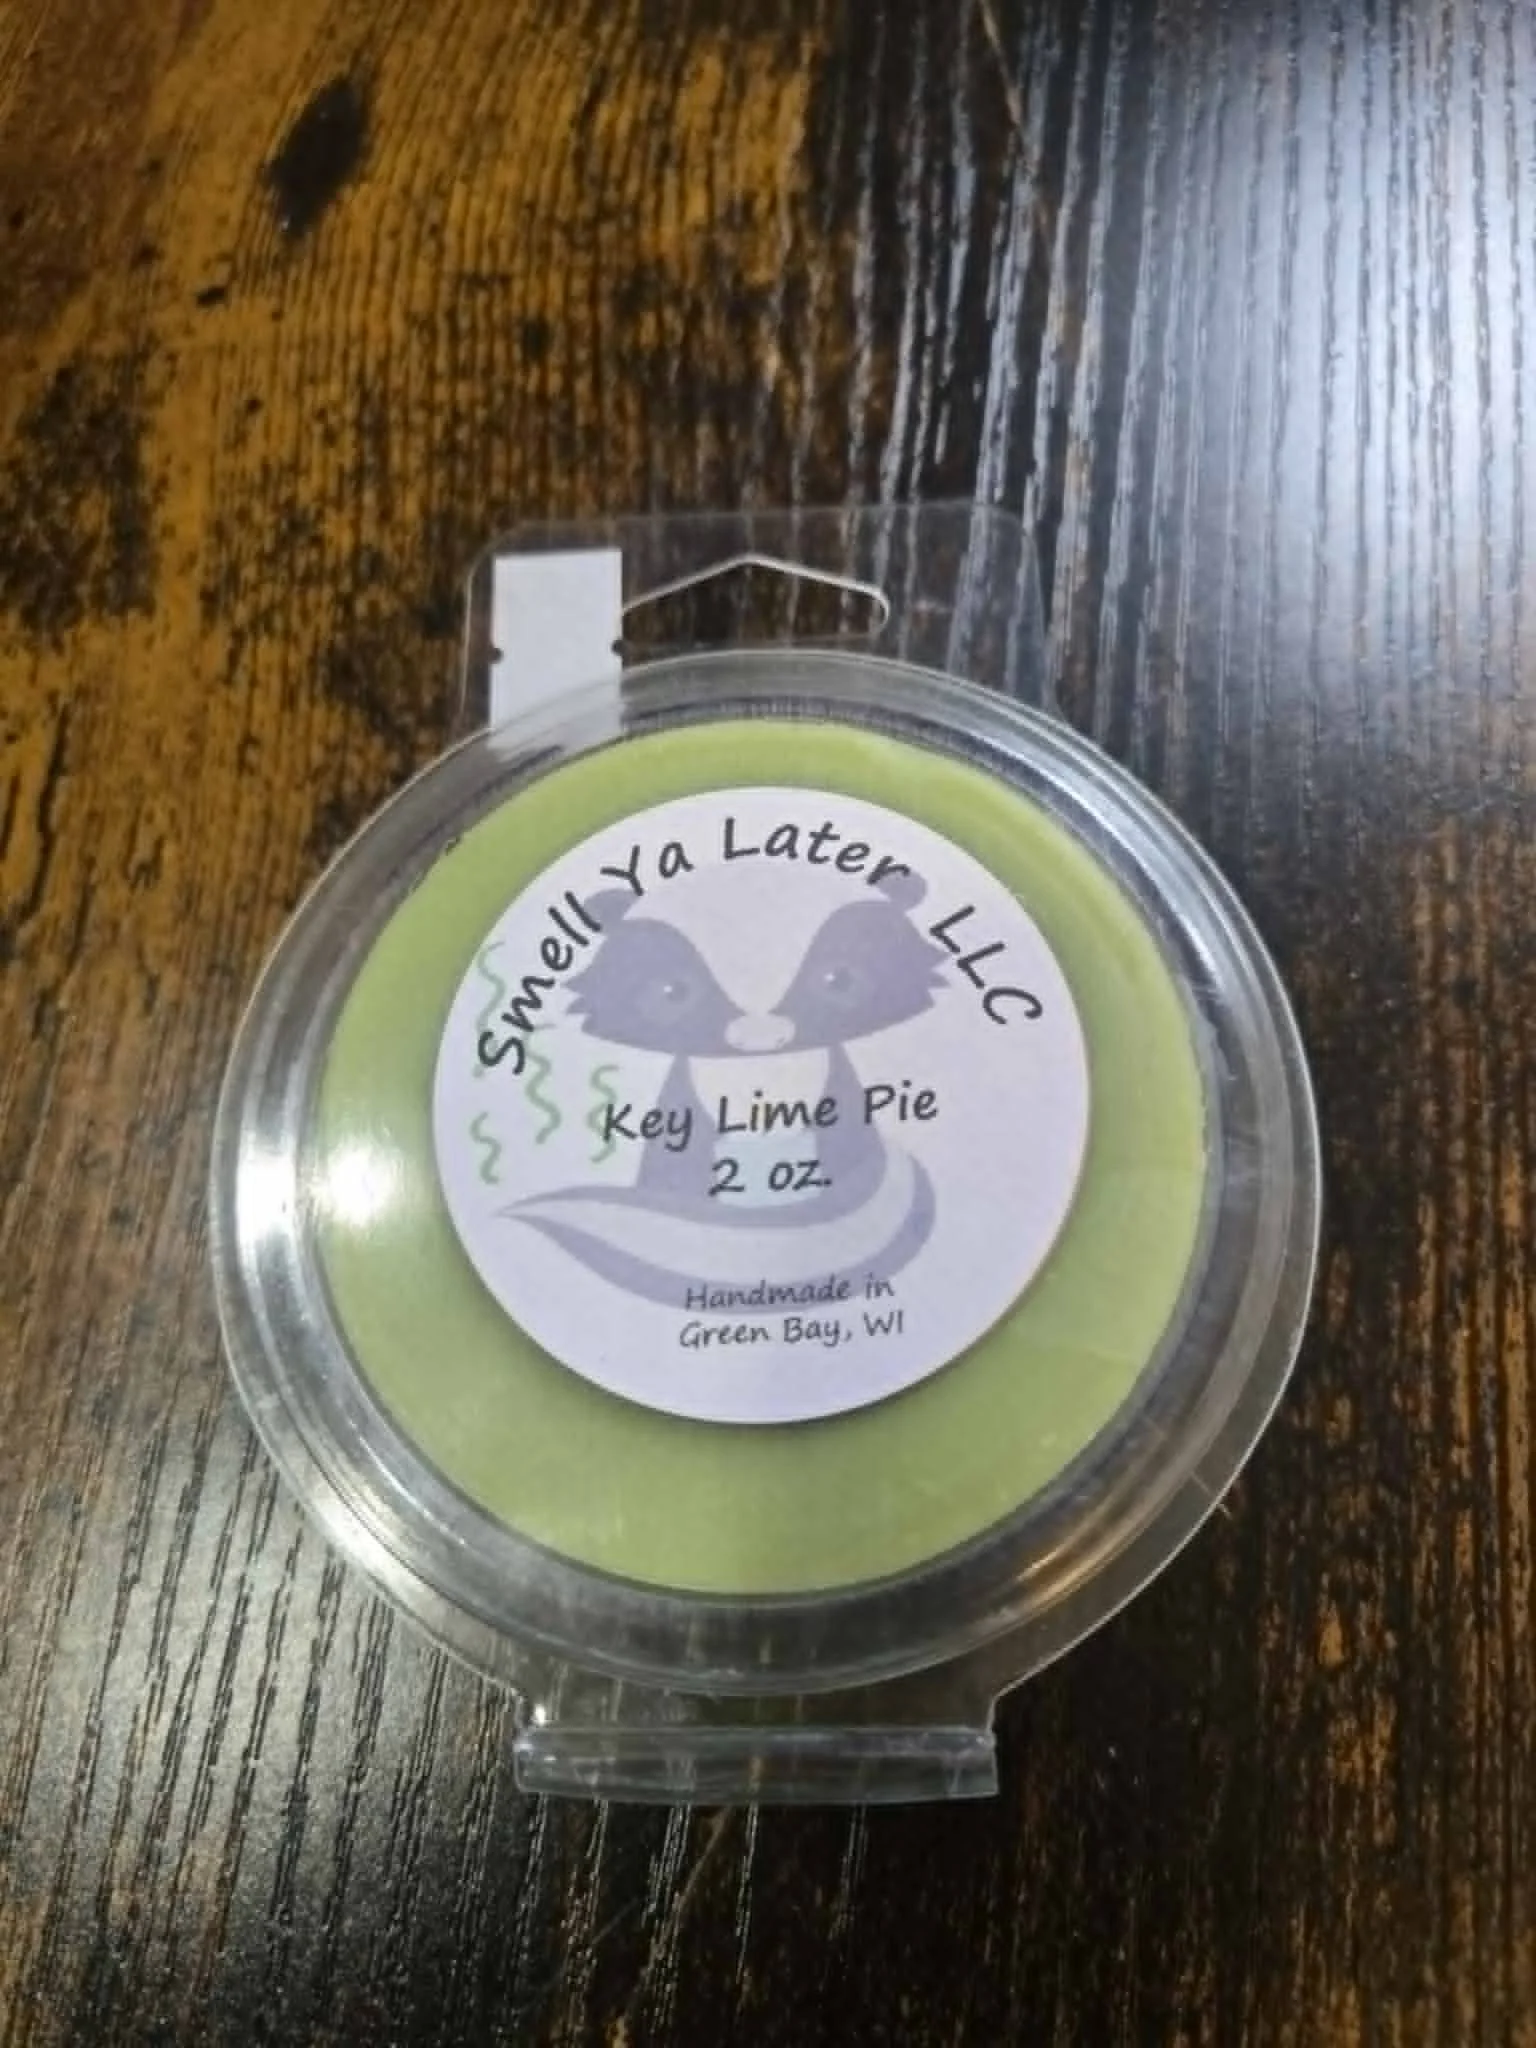 Smell Ya Later LLC
Key Lime Pie
2 oz.
Handmade in
Green Bay, WI